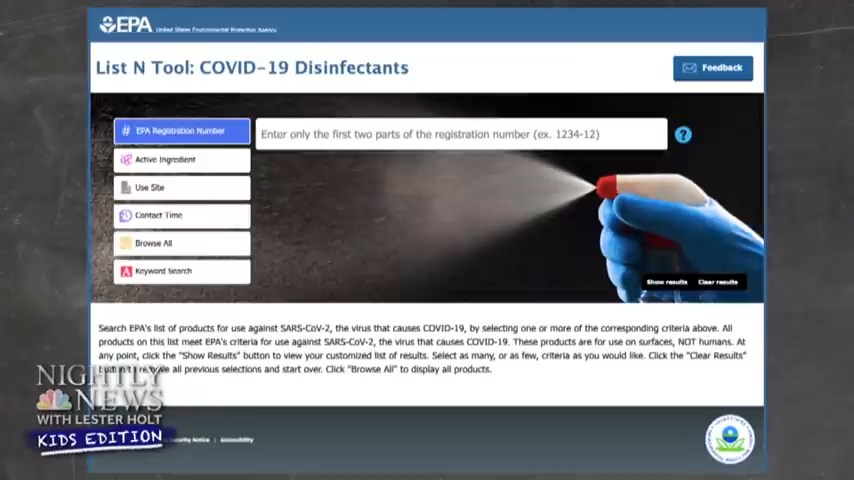 EPA United States Environmental Protection Agency
List N Tool: COVID-19 Disinfectants
Feedback
# EPA Registration Number
Enter only the first two parts of the registration number (ex. 1234-12)
?
Active Ingredient
Use Site
Contact Time
Browse All
Keyword Search
Show results Clear results
Search EPA's list of products for use against SARS-CoV-2, the virus that causes COVID-19, by selecting one or more of the corresponding criteria above. All
products on this list meet EPA's criteria for use against SARS-CoV-2, the virus that causes COVID-19. These products are for use on surfaces, NOT humans. At
any point, click the "Show Results" button to view your customized list of results. Select as many, or as few, criteria as you would like. Click the "Clear Results"
all previous selections and start over. Click "Browse All" to display all products.
NIGHTLY
NEWS
WITH LESTER HOLT
KIDS EDITION
Security Notice | Accessibility